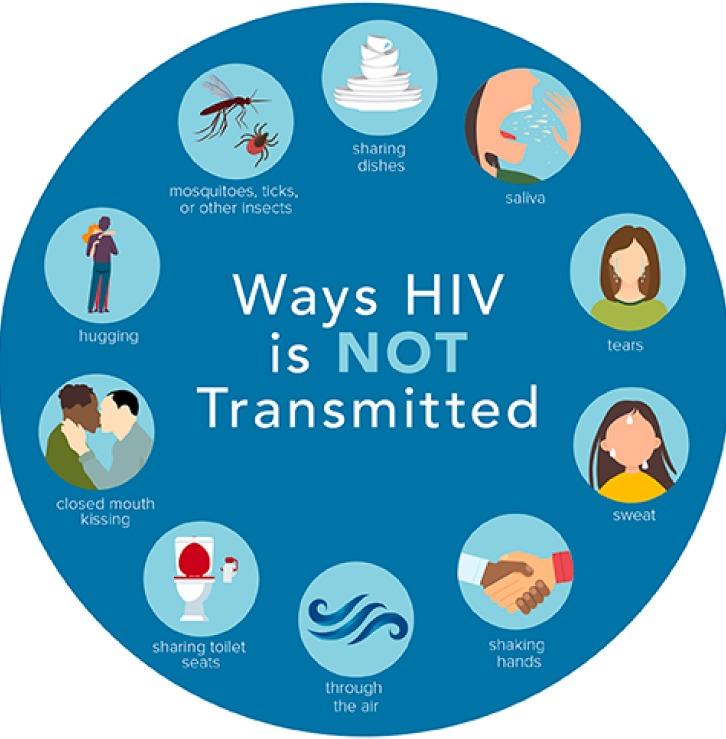 Ways HIV
is NOT
Transmitted
sharing
dishes
saliva
tears
sweat
shaking
hands
through
the air
sharing toilet
seats
closed mouth
kissing
hugging
mosquitoes, ticks,
or other insects